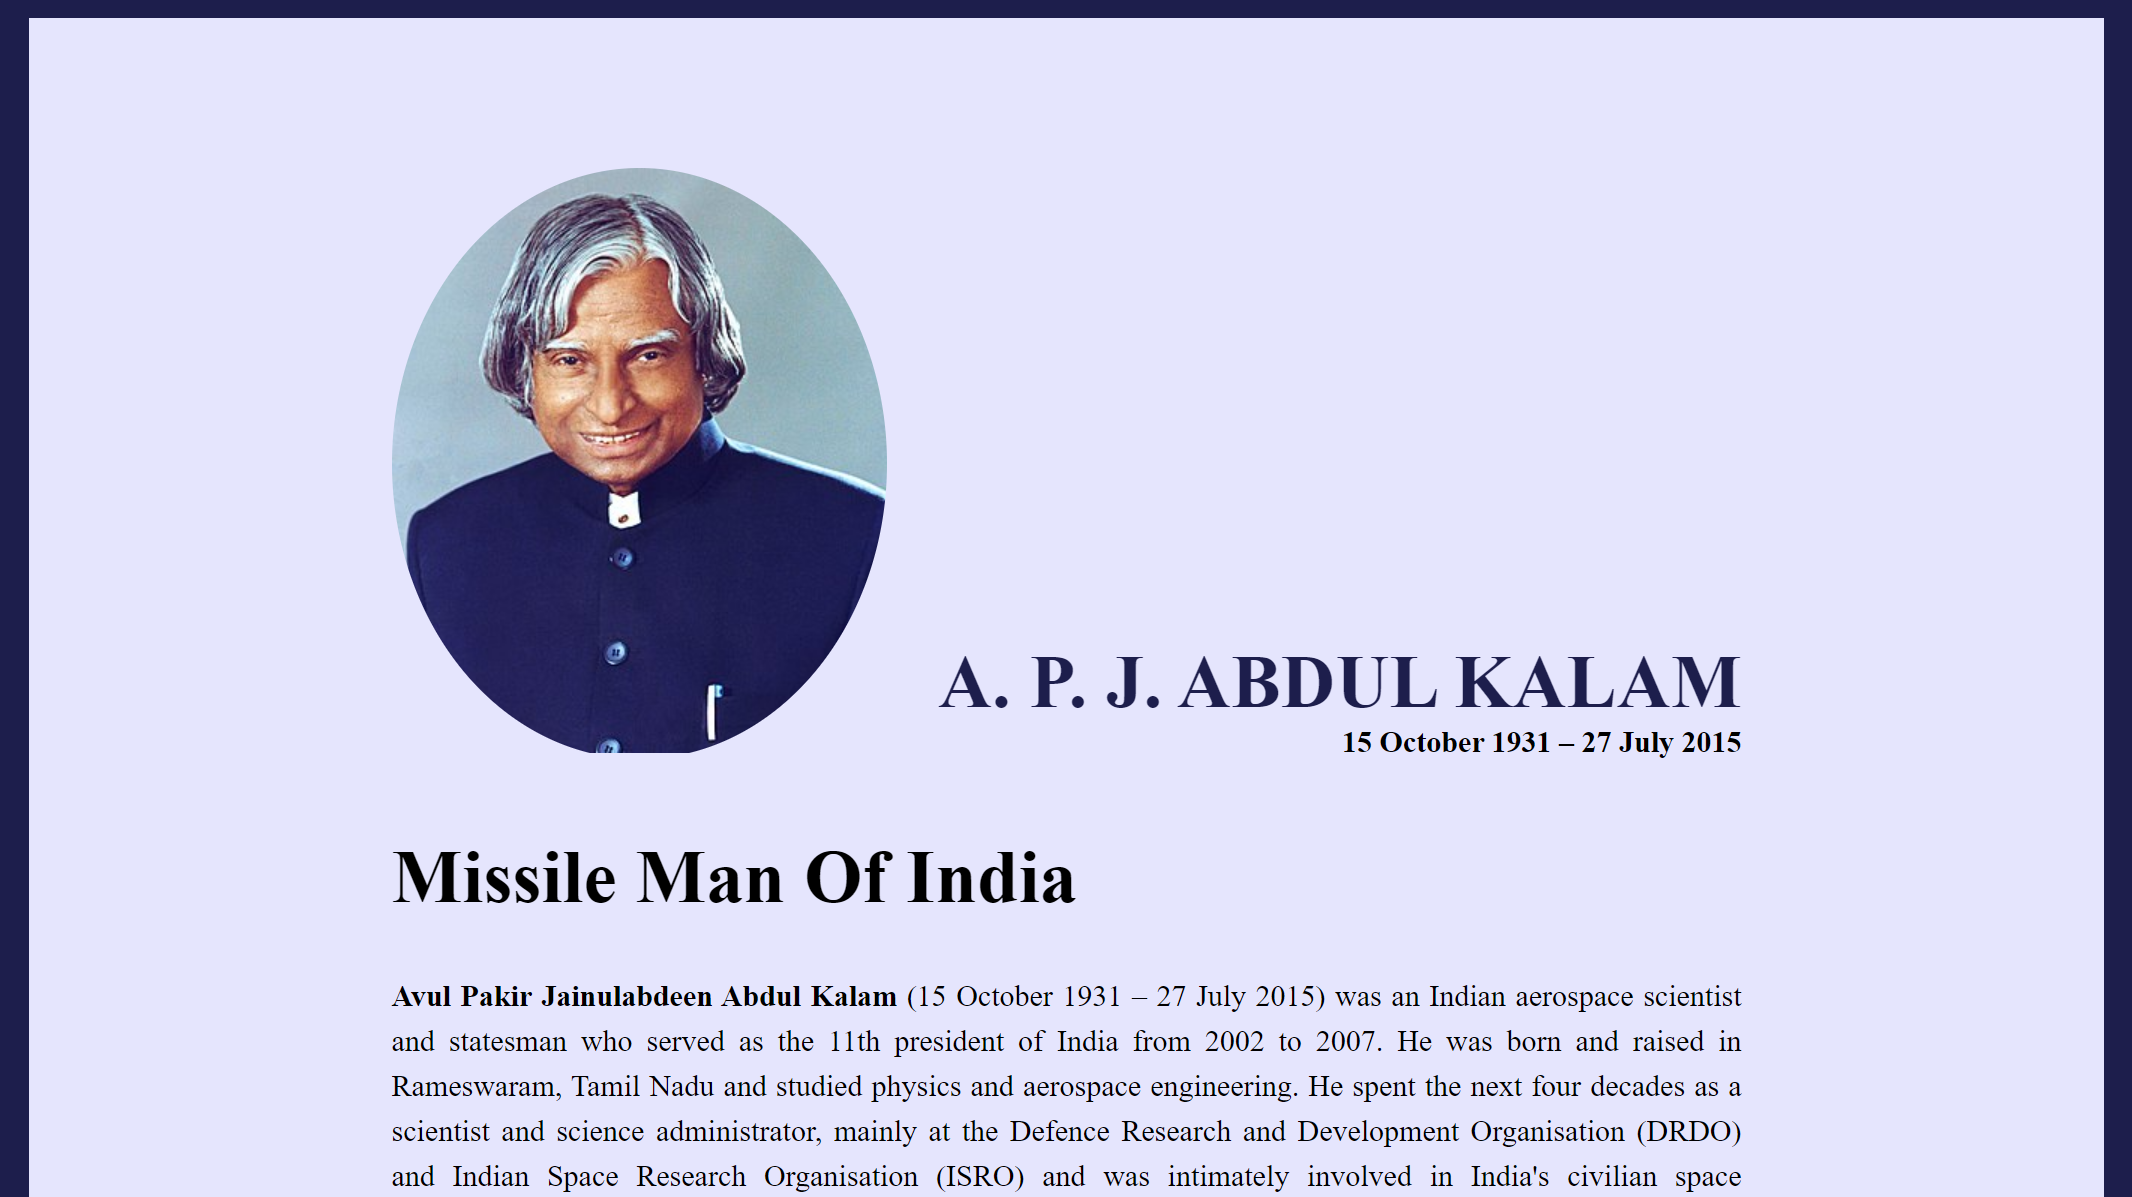 A. P. J. ABDUL KALAM
15 October 1931 – 27 July 2015
Missile Man Of India
Avul Pakir Jainulabdeen Abdul Kalam (15 October 1931 – 27 July 2015) was an Indian aerospace scientist
and statesman who served as the 11th president of India from 2002 to 2007. He was born and raised in
Rameswaram, Tamil Nadu and studied physics and aerospace engineering. He spent the next four decades as a
scientist and science administrator, mainly at the Defence Research and Development Organisation (DRDO)
and Indian Space Research Organisation (ISRO) and was intimately involved in India's civilian space